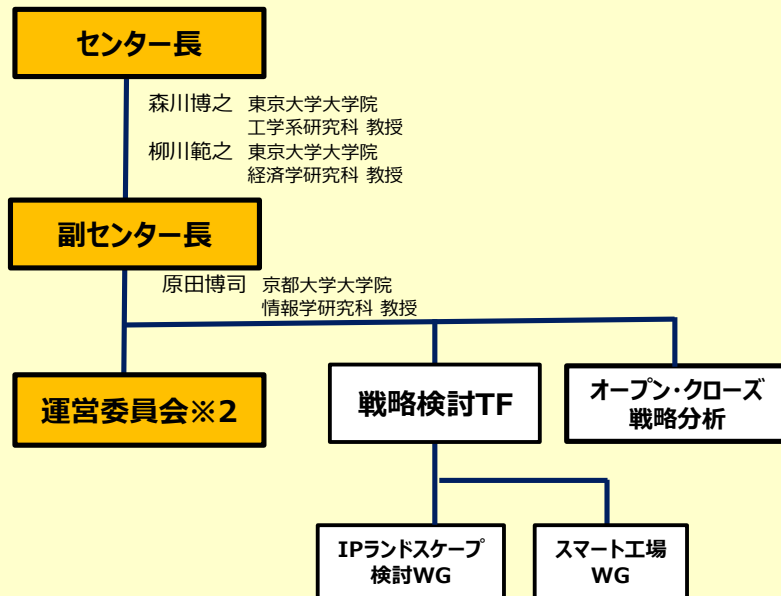 センター長
森川博之 東京大学大学院
工学系研究科 教授
柳川範之 東京大学大学院
経済学研究科 教授
副センター長
原田博司 京都大学大学院
情報学研究科 教授
運営委員会※2
戦略検討TF
オープン・クローズ
戦略分析
IPランドスケープ
検討WG
スマート工場
WG